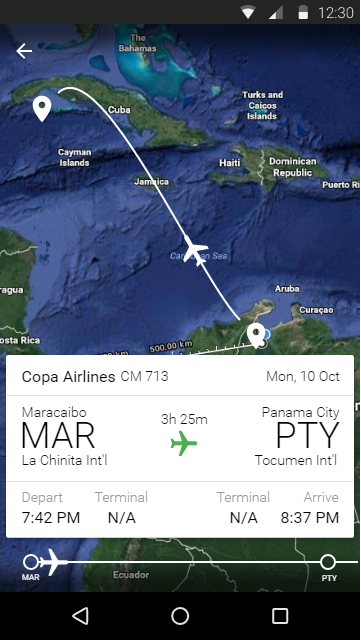 12:30
The
Bahamas
Cuba
Turks and
Caicos
Islands
Cayman
Islands
Haiti
Dominican
Republic
Jamaica
Puerto Ri
Caribbean Sea
Aruba
Curaçao
ragua
osta Rica
500.00 km
Copa Airlines CM 713
Mon, 10 Oct
Maracaibo
MAR
La Chinita Int'l
3h 25m
Panama City
PTY
Tocumen Int'l
Depart Terminal Terminal Arrive
7:42 PM N/A N/A 8:37 PM
MAR PTY
Ecuador